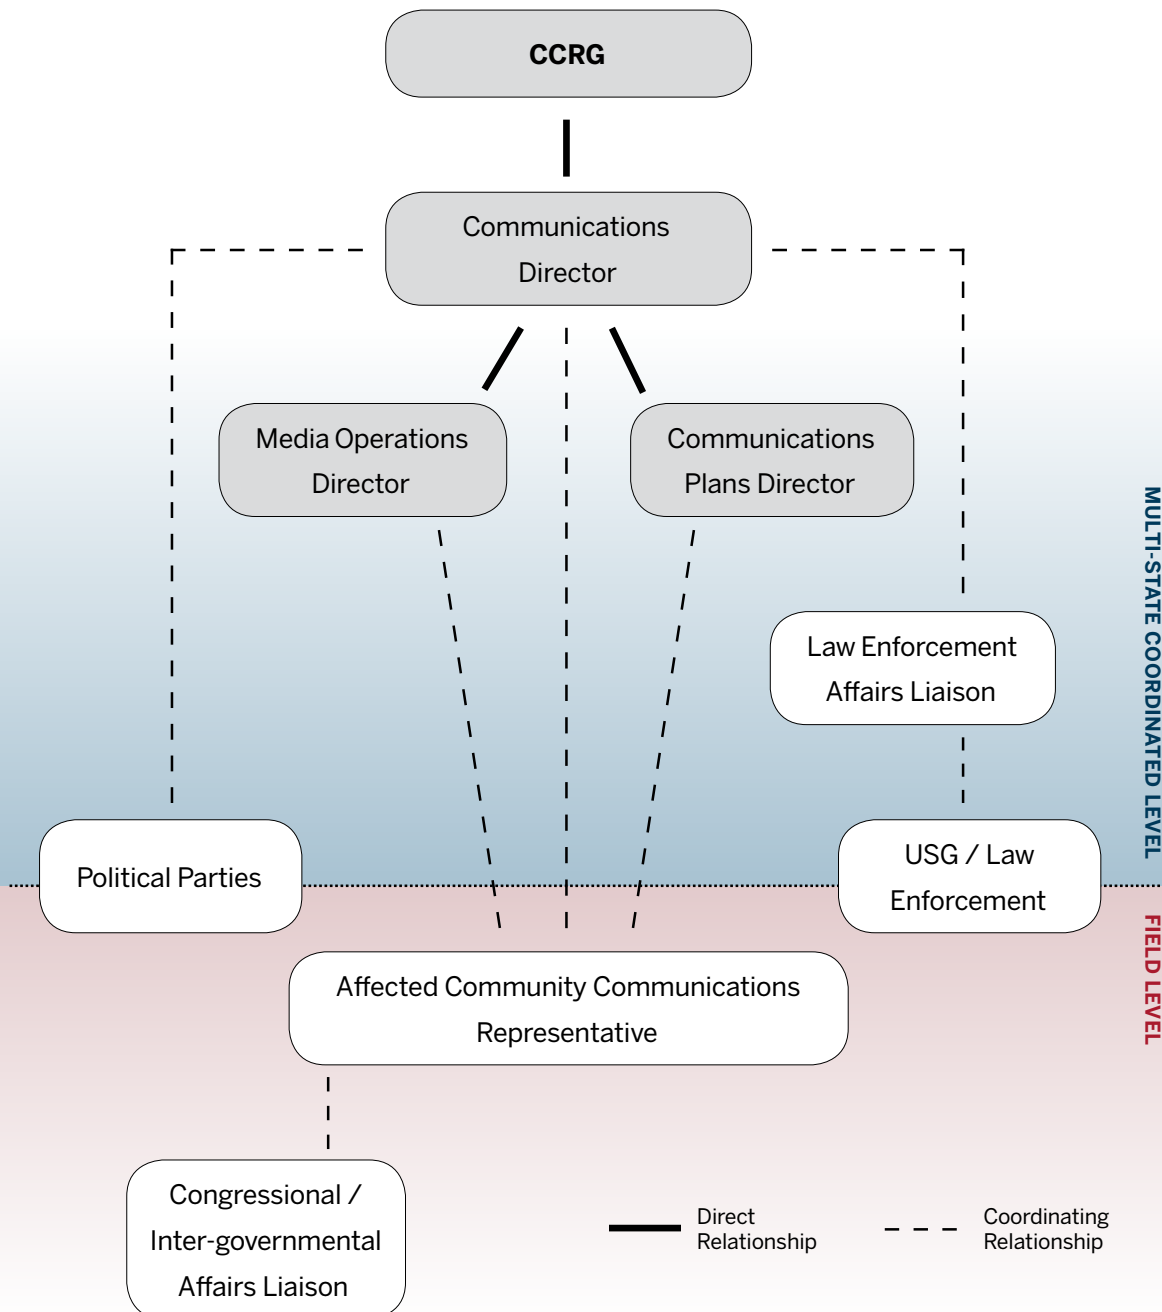 CCRG
Communications
Director
Media Operations
Director
Communications
Plans Director
Law Enforcement
Affairs Liaison
MULTI-STATE COORDINATED LEVEL
Political Parties
USG / Law
Enforcement
FIELD LEVEL
Affected Community Communications
Representative
Congressional /
Inter-governmental
Affairs Liaison
Direct
Relationship
Coordinating
Relationship